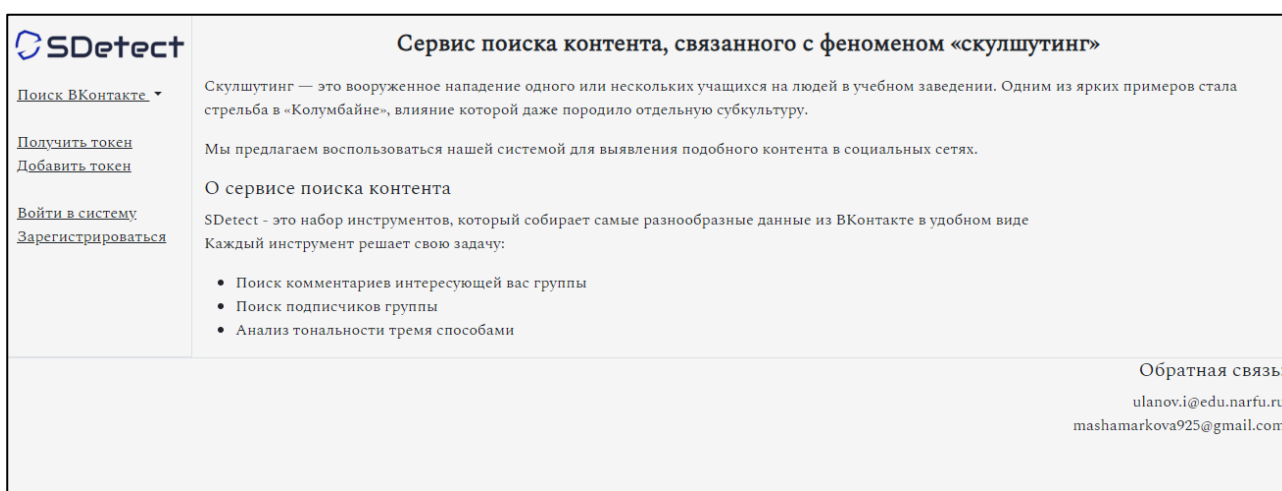 SDetect
Поиск ВКонтакте
Получить токен
Добавить токен
Войти в систему
Зарегистрироваться
Сервис поиска контента, связанного с феноменом «скулшутинг»
Скулшутинг — это вооруженное нападение одного или нескольких учащихся на людей в учебном заведении. Одним из ярких примеров стала
стрельба в «Колумбайне», влияние которой даже породило отдельную субкультуру.
Мы предлагаем воспользоваться нашей системой для выявления подобного контента в социальных сетях.
О сервисе поиска контента
SDetect - это набор инструментов, который собирает самые разнообразные данные из ВКонтакте в удобном виде
Каждый инструмент решает свою задачу:
Поиск комментариев интересующей вас группы
Поиск подписчиков группы
Анализ тональности тремя способами
Обратная связь:
ulanov.i@edu.narfu.ru
mashamarkova925@gmail.com